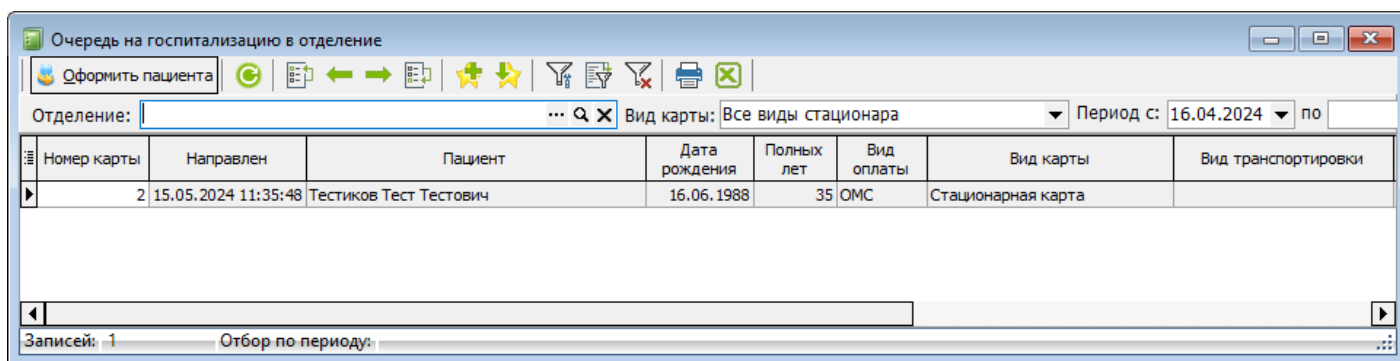 Очередь на госпитализацию в отделение
Оформить пациента
Отделение: Вид карты: Все виды стационара Период с: 16.04.2024 по
Номер карты Направлен Пациент Дата рождения Полных лет Вид оплаты Вид карты Вид транспортировки
2 15.05.2024 11:35:48 Тестиков Тест Тестович 16.06.1988 35 ОМС Стационарная карта
Записей: 1 Отбор по периоду: